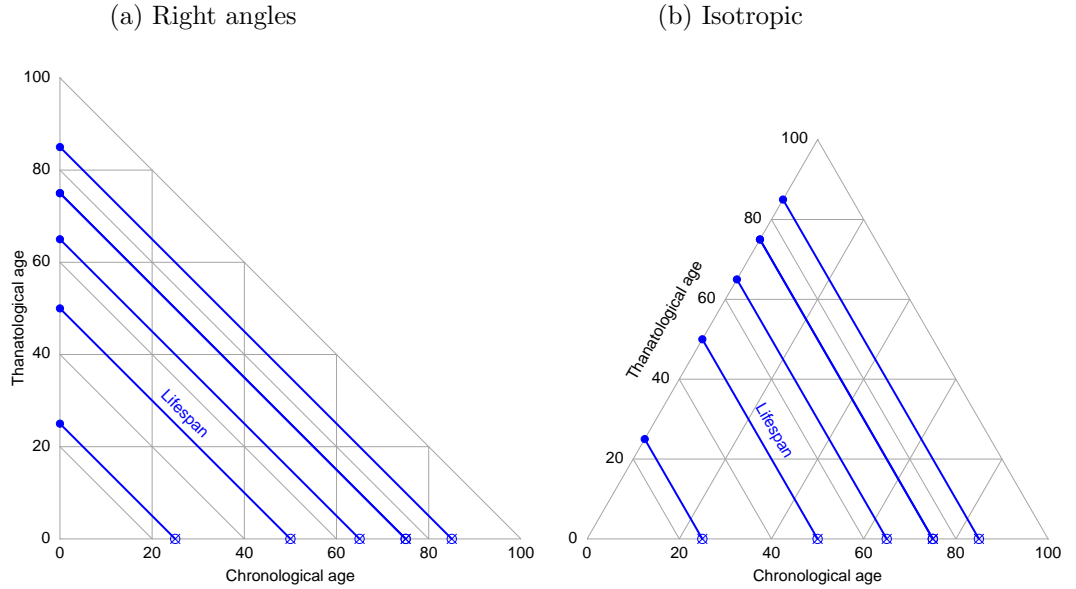 (a) Right angles
100
80
60
40
20
0
Thanatological age
Lifespan
0 20 40 60 80 100
Chronological age
(b) Isotropic
100
80
60
40
20
0
Thanatological age
Lifespan
0 20 40 60 80 100
Chronological age